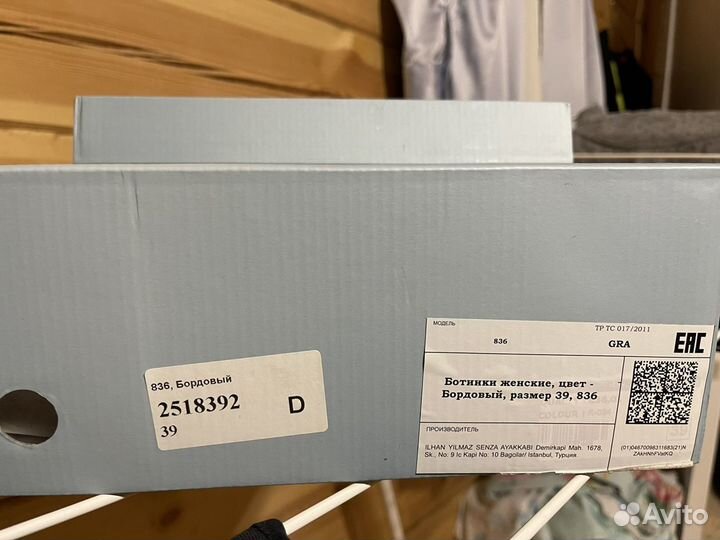 836, Бордовый
2518392 D
39
МОДЕЛЬ
ТР ТС 017/2011
836
GRA
EAC
Ботинки женские, цвет -
Бордовый, размер 39, 836
COLOUR
ПРОИЗВОДИТЕЛЬ
ILHAN YILMAZ SENZA AYAKKABI Demirkapi Mah. 1678,
Sk., No: 9 Ic Kapi No: 10 Bagcilar/ Istanbul, Турция
Avito